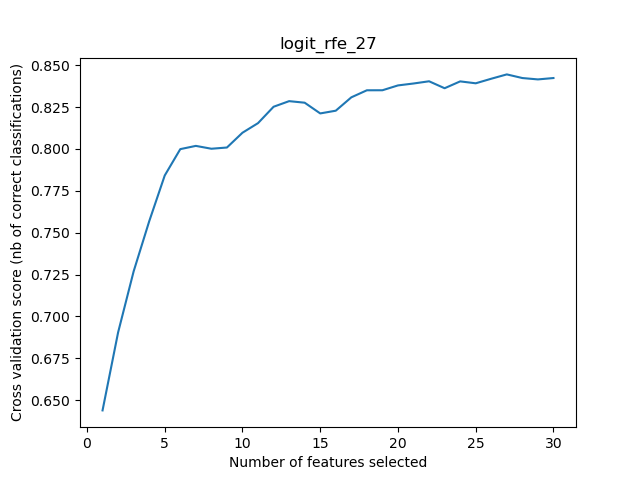 logit_rfe_27
Cross validation score (nb of correct classifications)
0.850
0.825
0.800
0.775
0.750
0.725
0.700
0.675
0.650
0 5 10 15 20 25 30
Number of features selected